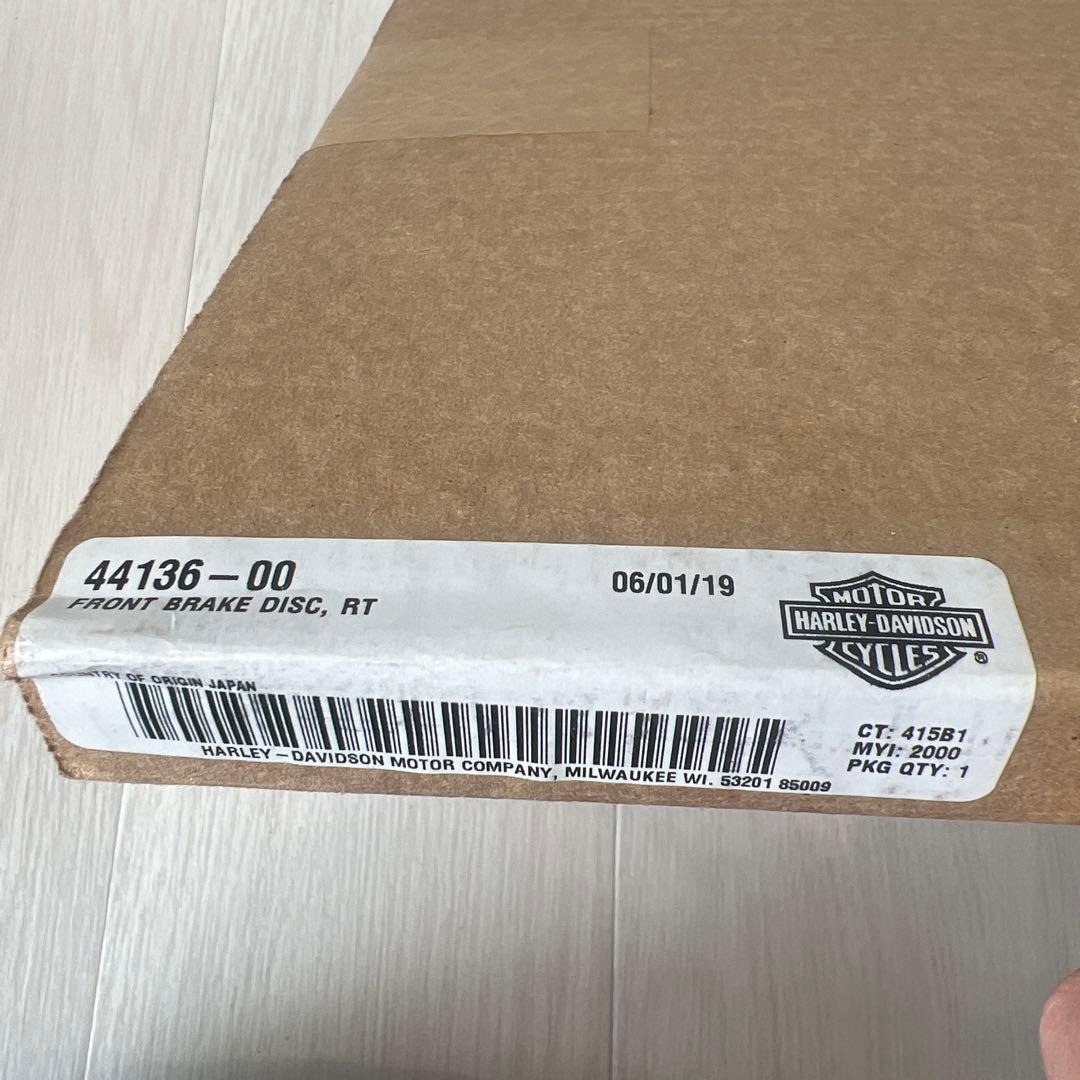 44136-00
06/01/19
FRONT BRAKE DISC, RT
MOTOR
HARLEY-DAVIDSON
CYCLES
®
OF ORIGIN JAPAN
CT: 415B1
MYI: 2000
PKG QTY: 1
HARLEY-DAVIDSON MOTOR COMPANY, MILWAUKEE WI. 53201 85009